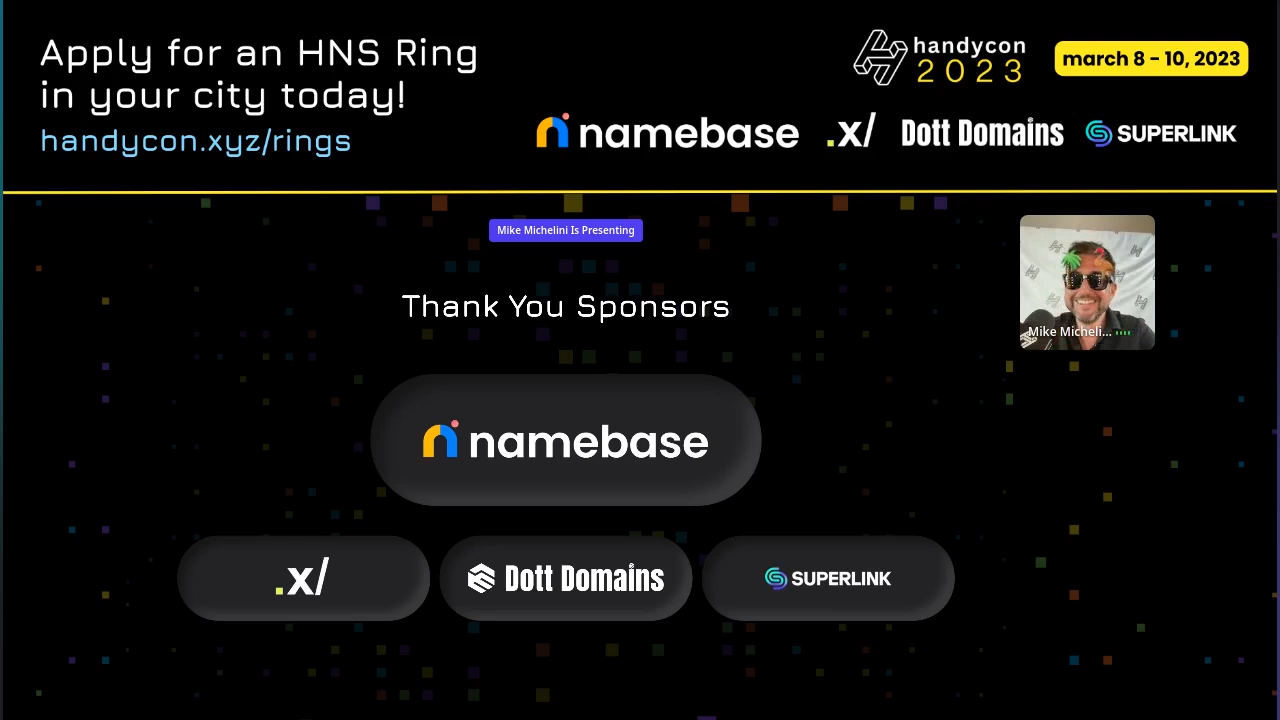 Apply for an HNS Ring
in your city today!
handycon.xyz/rings
handycon
2023
march 8 - 10, 2023
namebase
.x/
Dott Domains
SUPERLINK
Mike Michelini Is Presenting
Thank You Sponsors
Mike Micheli...
namebase
.x/
Dott Domains
SUPERLINK